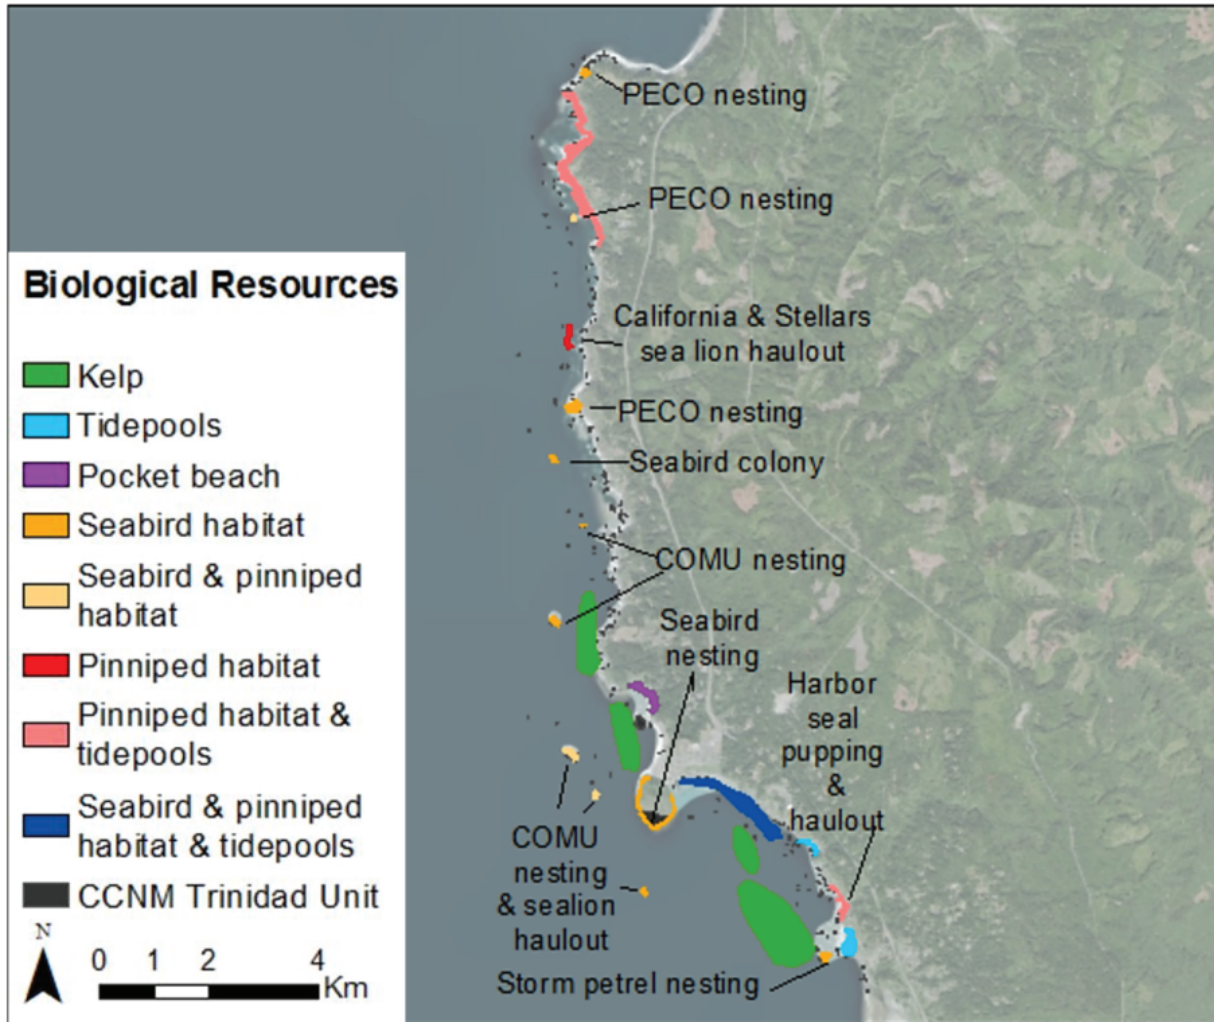 PECO nesting
PECO nesting
California & Stellars
sea lion haulout
PECO nesting
Seabird colony
COMU nesting
Seabird
nesting
Harbor
seal
pupping
&
haulout
COMU
nesting
& sealion
haulout
Storm petrel nesting
Biological Resources
Kelp
Tidepools
Pocket beach
Seabird habitat
Seabird & pinniped
habitat
Pinniped habitat
Pinniped habitat &
tidepools
Seabird & pinniped
habitat & tidepools
CCNM Trinidad Unit
N
0 1 2 4
Km